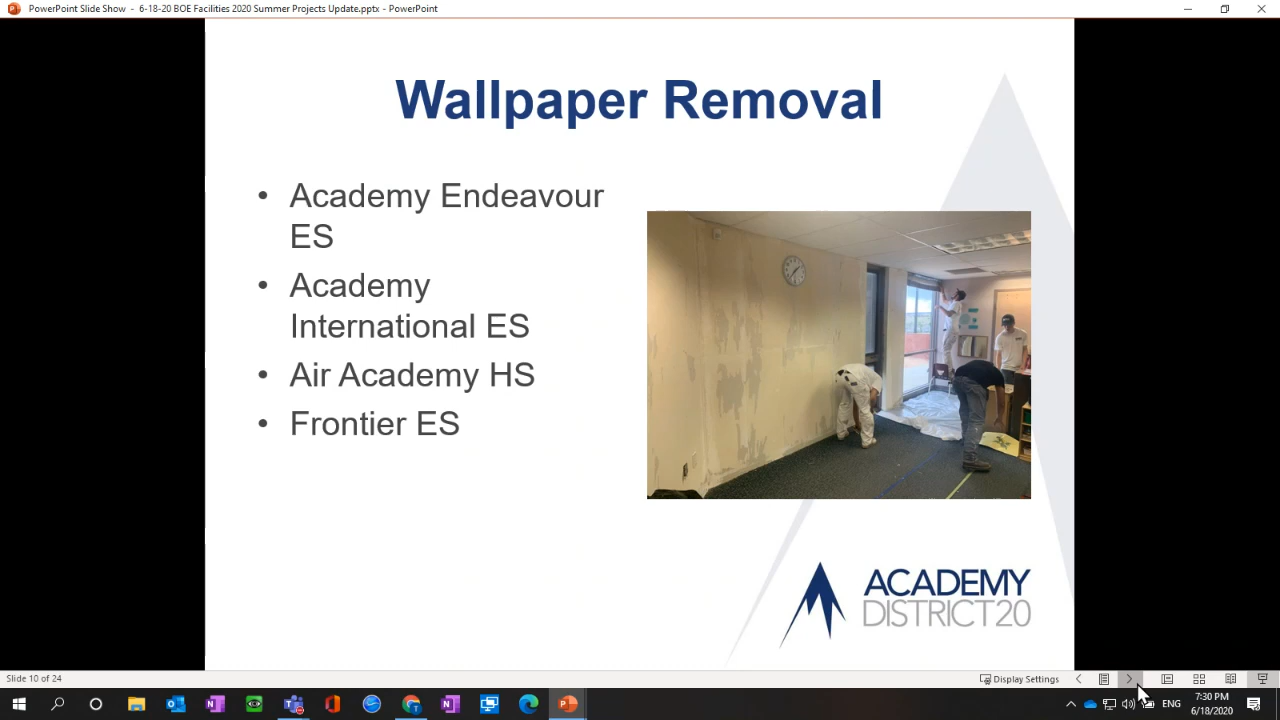 PowerPoint Slide Show - 6-18-20 BOE Facilities 2020 Summer Projects Update.pptx - PowerPoint
Wallpaper Removal
• Academy Endeavour
ES
• Academy
International ES
• Air Academy HS
• Frontier ES
ACADEMY
DISTRICT20
Slide 10 of 24
Display Settings
ENG
7:30 PM
6/18/2020